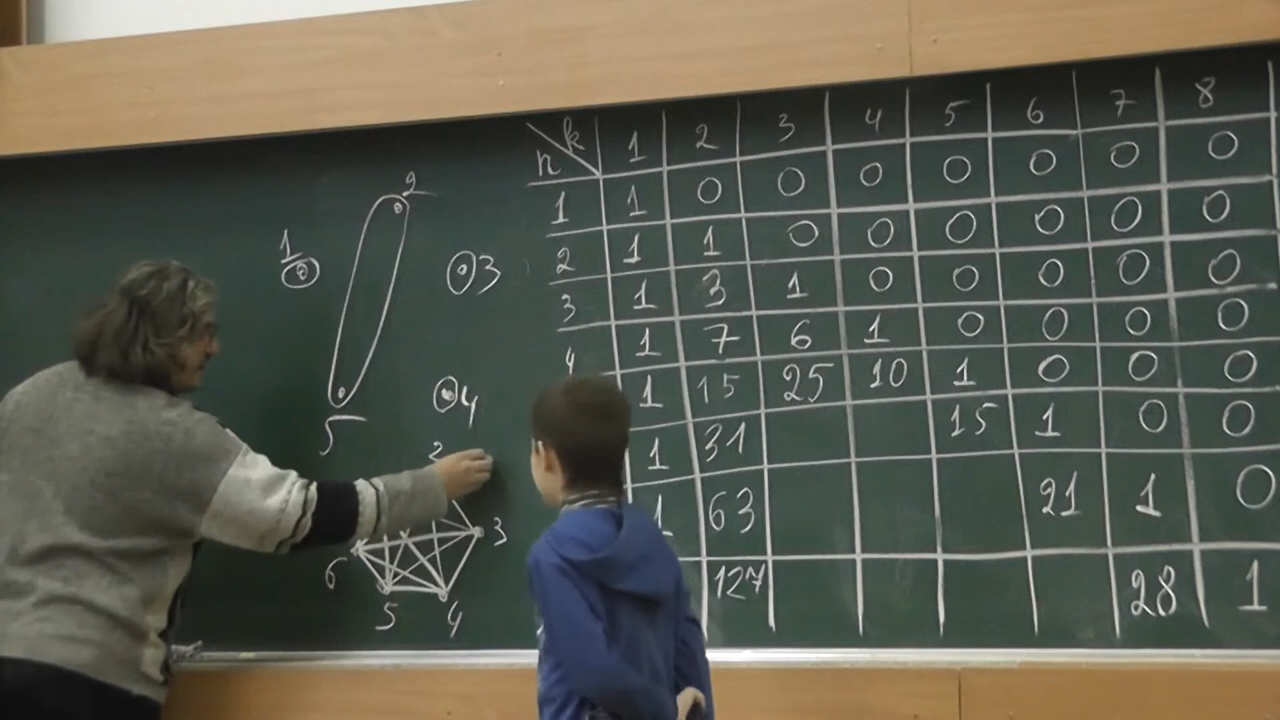 k 1 2 3 4 5 6 7 8
n
1 1 0 0 0 0 0 0 0
2 1 1 0 0 0 0 0 0
3 1 3 1 0 0 0 0 0
4 1 7 6 1 0 0 0 0
1 15 25 10 1 0 0 0
1 31 15 1 0 0
1 63 21 1 0
127 28 1
2
1
3
4
5
3
6
5 4